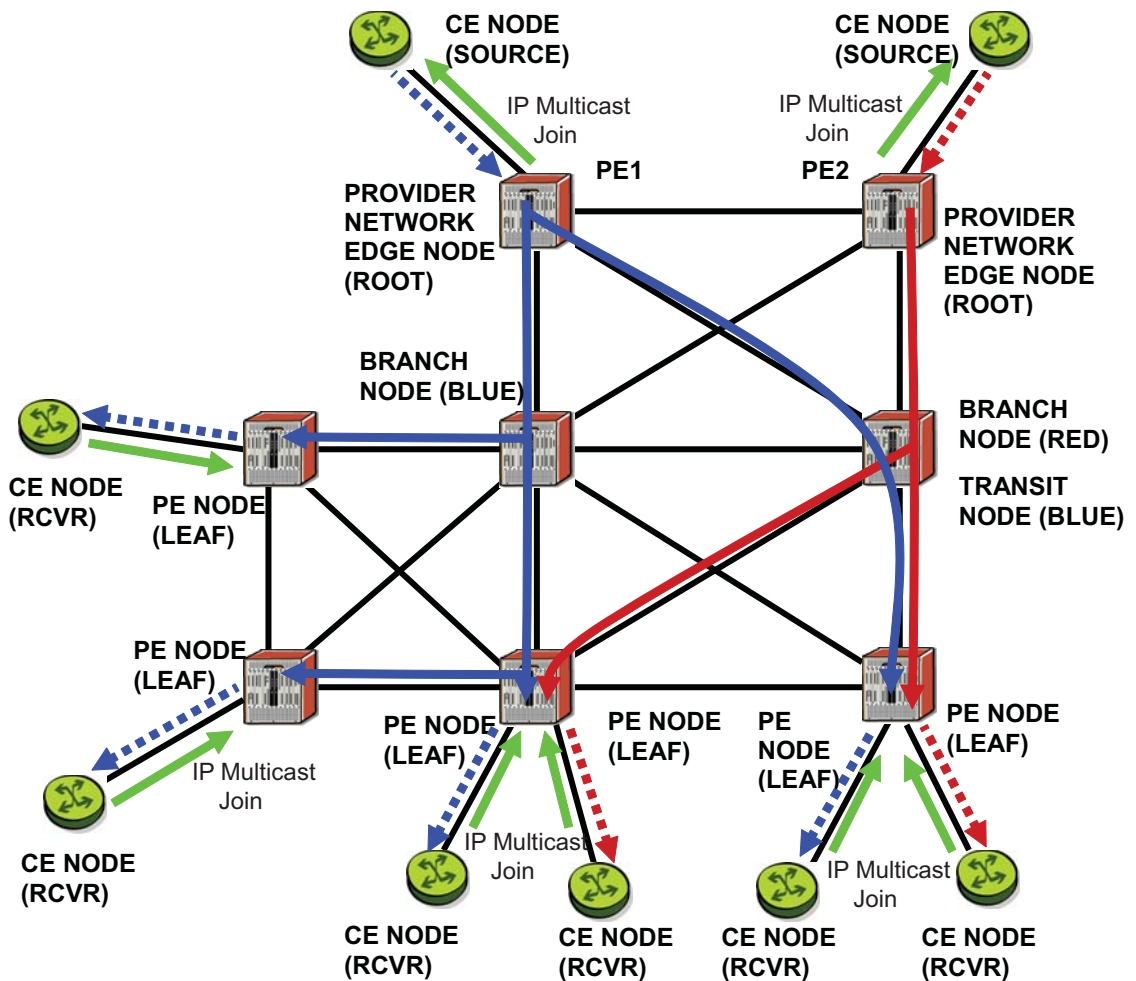 CE NODE
(SOURCE)
CE NODE
(SOURCE)
IP Multicast
Join
IP Multicast
Join
PE1
PE2
PROVIDER
NETWORK
EDGE NODE
(ROOT)
PROVIDER
NETWORK
EDGE NODE
(ROOT)
BRANCH
NODE (BLUE)
BRANCH
NODE (RED)
TRANSIT
NODE (BLUE)
CE NODE
(RCVR)
PE NODE
(LEAF)
PE NODE
(LEAF)
PE NODE
(LEAF)
PE NODE
(LEAF)
PE
NODE
(LEAF)
PE NODE
(LEAF)
IP Multicast
Join
CE NODE
(RCVR)
IP Multicast
Join
IP Multicast
Join
CE NODE
(RCVR)
CE NODE
(RCVR)
CE NODE
(RCVR)
CE NODE
(RCVR)